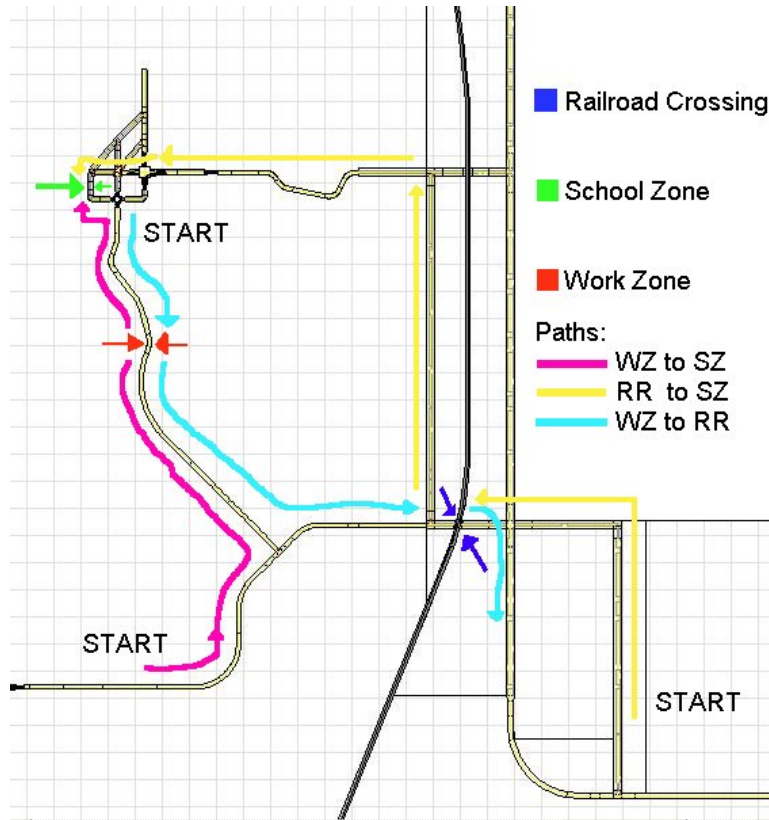 Railroad Crossing
School Zone
START
Work Zone
Paths:
WZ to SZ
RR to SZ
WZ to RR
START
START